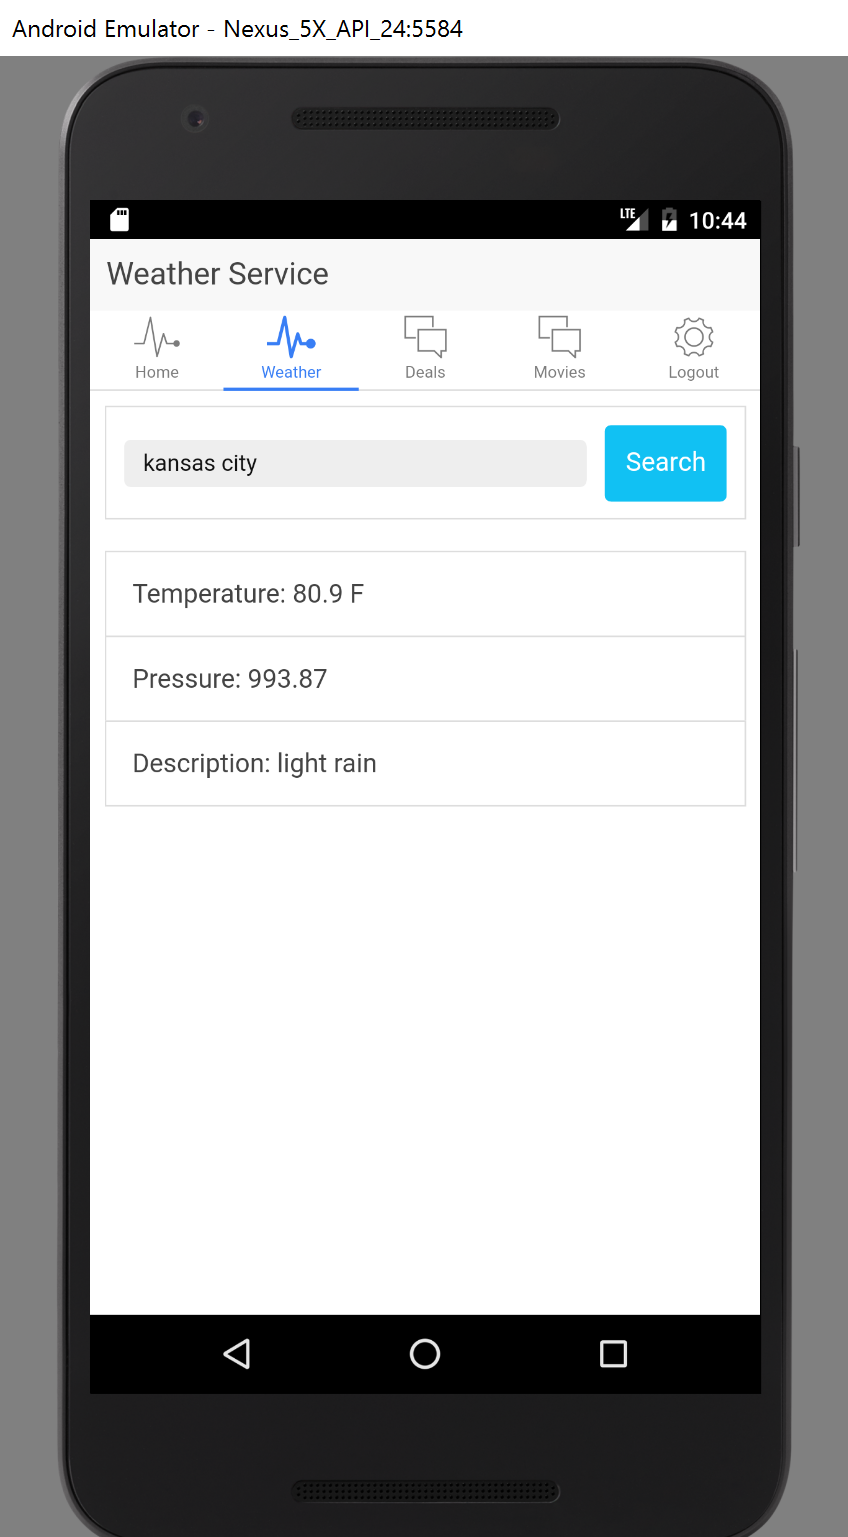 Android Emulator - Nexus_5X_API_24:5584
LTE 10:44
Weather Service
Home Weather Deals Movies Logout
kansas city Search
Temperature: 80.9 F
Pressure: 993.87
Description: light rain